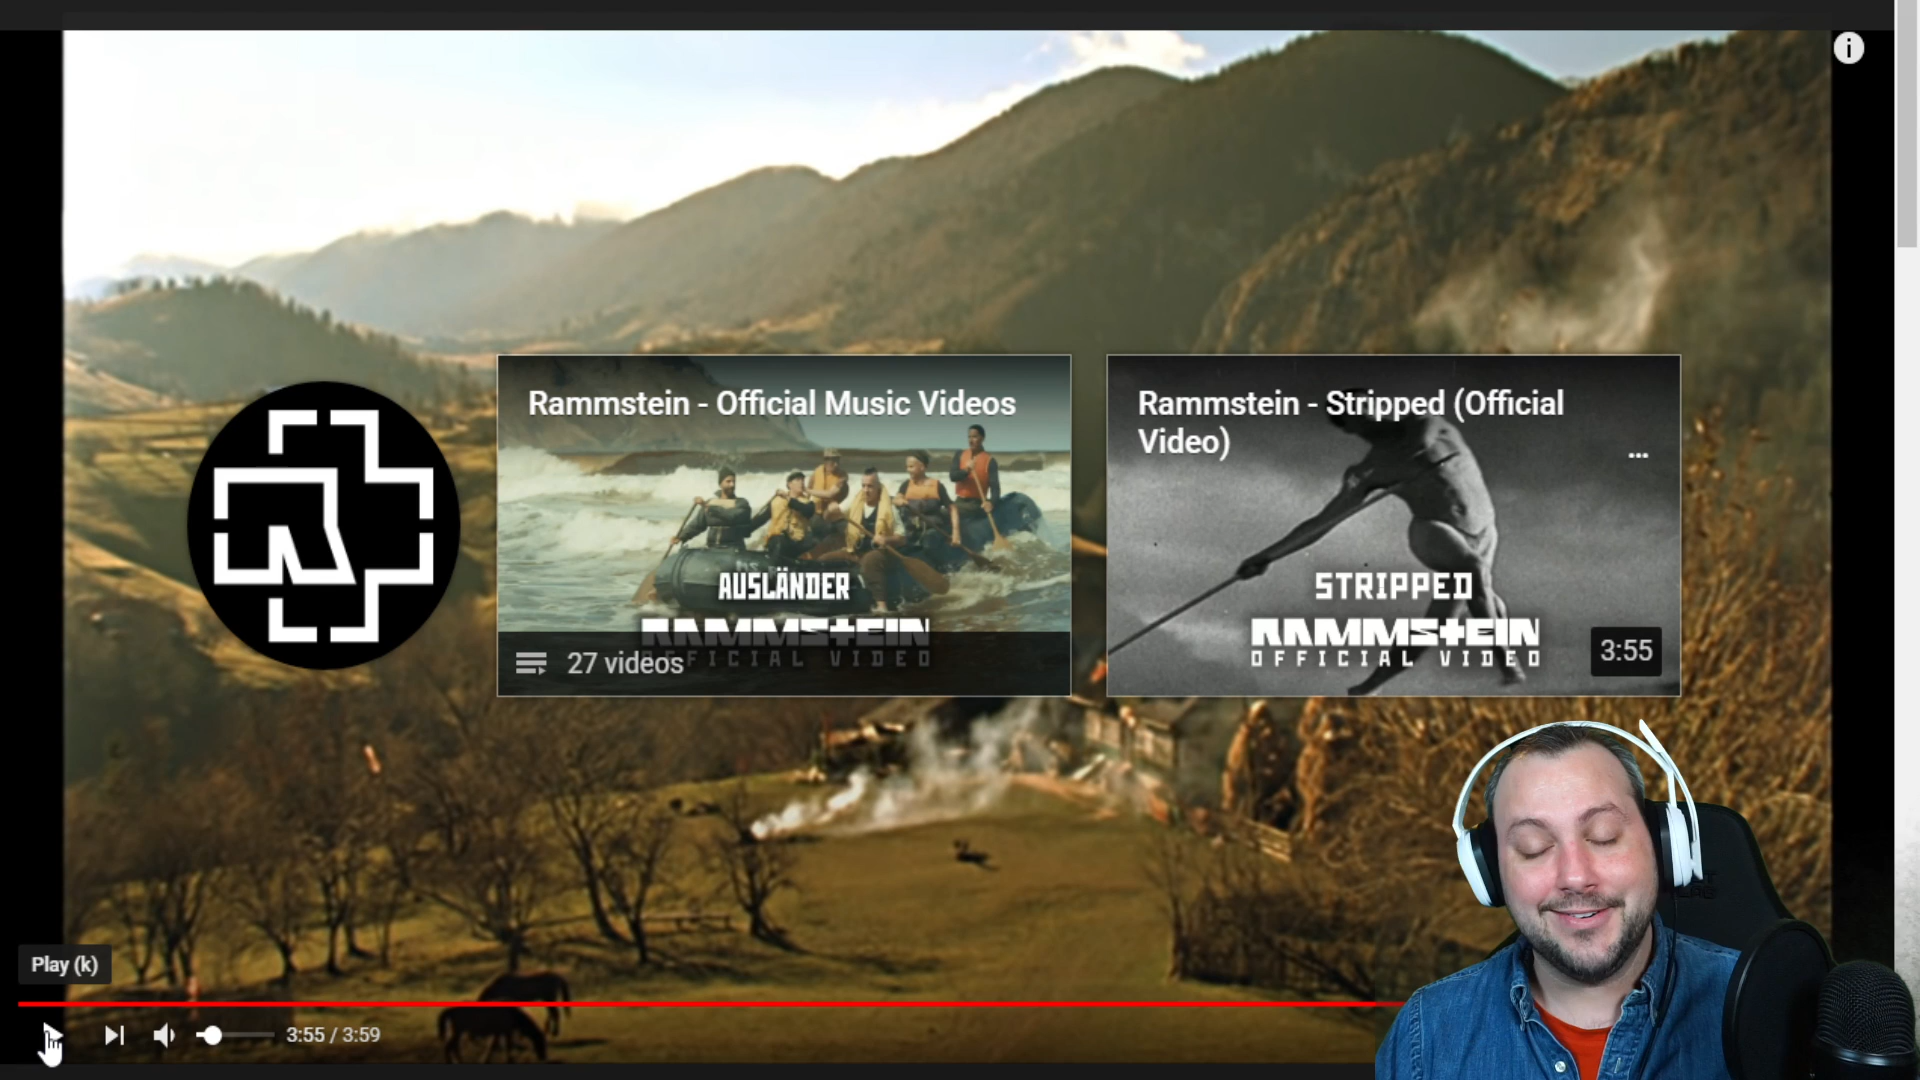 Rammstein - Official Music Videos
AUSLÄNDER
RAMMSTEIN
OFFICIAL VIDEO
27 videos
Rammstein - Stripped (Official
Video)
STRIPPED
RAMMSTEIN
OFFICIAL VIDEO
3:55
Play (k)
3:55 / 3:59